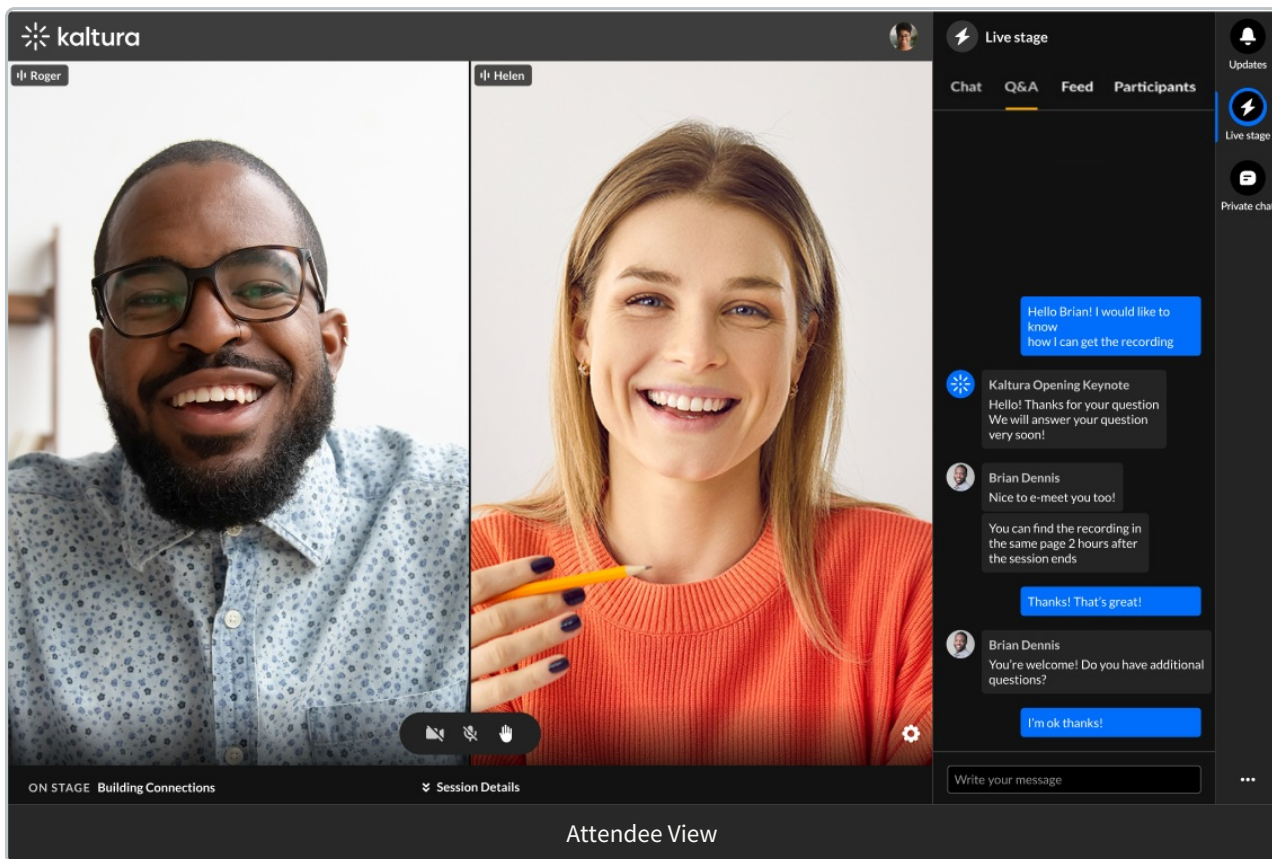 kaltura
Roger
Helen
ON STAGE Building Connections
Session Details
Live stage
Chat Q&A Feed Participants
Hello Brian! I would like to
know
how I can get the recording
Kaltura Opening Keynote
Hello! Thanks for your question
We will answer your question
very soon!
Brian Dennis
Nice to e-meet you too!
You can find the recording in
the same page 2 hours after
the session ends
Thanks! That's great!
Brian Dennis
You're welcome! Do you have additional
questions?
I'm ok thanks!
Write your message
Updates
Live stage
Private chat
Attendee View